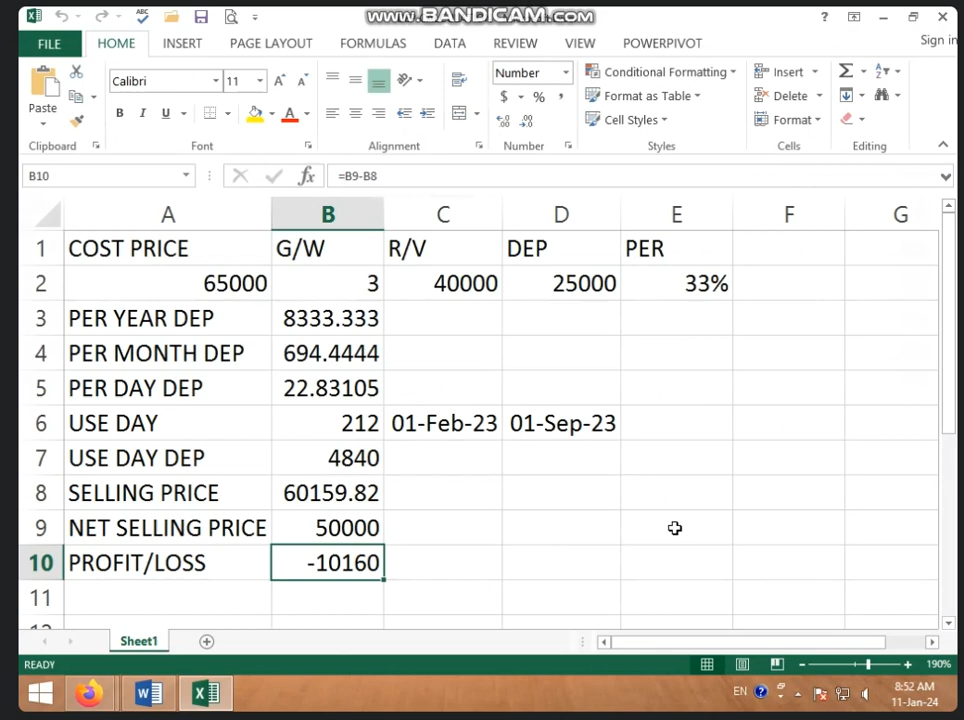 www.BANDICAM.com
?
Sign in
FILE HOME INSERT PAGE LAYOUT FORMULAS DATA REVIEW VIEW POWERPIVOT
Calibri 11 Number Conditional Formatting Insert
Paste $ % , Format as Table Delete
B I U A Cell Styles Format
Clipboard Font Alignment Number Styles Cells Editing
B10 fx =B9-B8
A B C D E F G
1 COST PRICE G/W R/V DEP PER
2 65000 3 40000 25000 33%
3 PER YEAR DEP 8333.333
4 PER MONTH DEP 694.4444
5 PER DAY DEP 22.83105
6 USE DAY 212 01-Feb-23 01-Sep-23
7 USE DAY DEP 4840
8 SELLING PRICE 60159.82
9 NET SELLING PRICE 50000
10 PROFIT/LOSS -10160
11
Sheet1
READY 190%
EN 8:52 AM
11-Jan-24